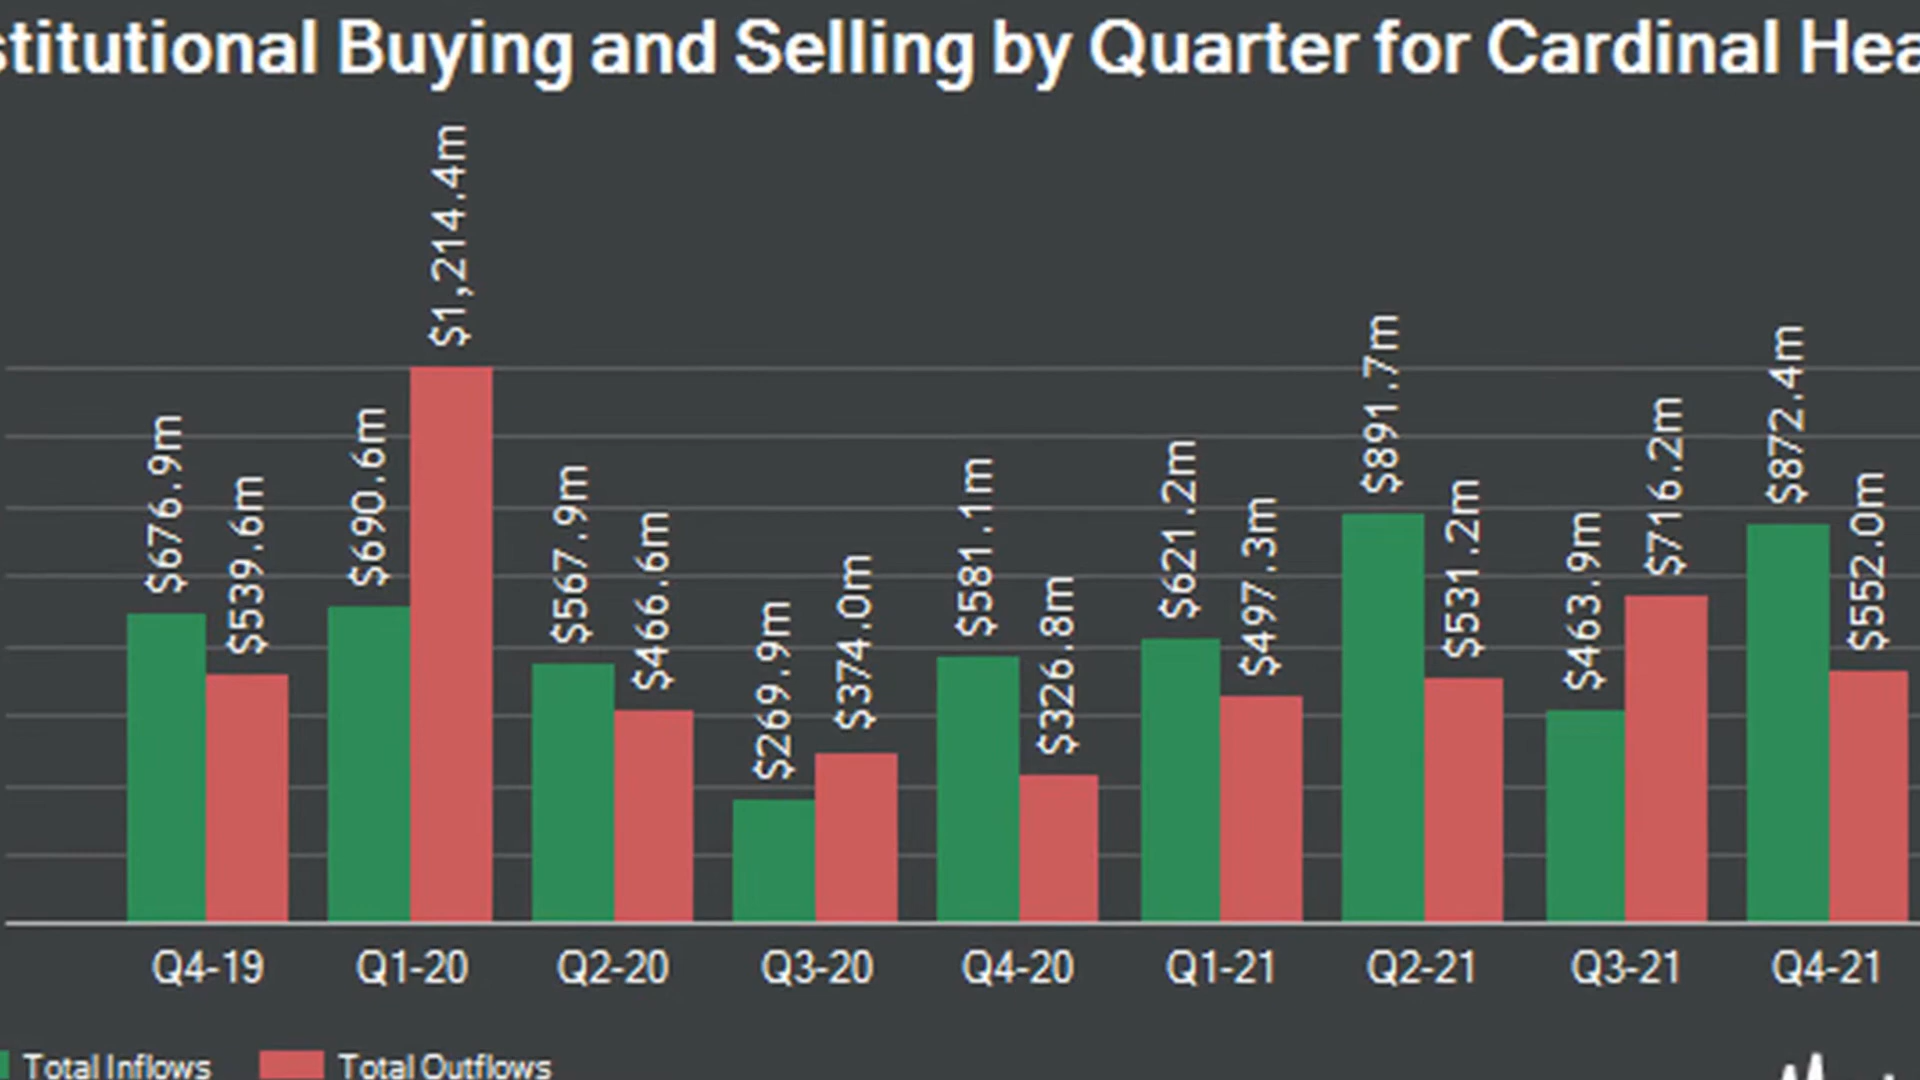 stitutional Buying and Selling by Quarter for Cardinal Hea
$676.9m
$539.6m
$690.6m
$1,214.4m
$567.9m
$466.6m
$269.9m
$374.0m
$581.1m
$326.8m
$621.2m
$497.3m
$891.7m
$531.2m
$463.9m
$716.2m
$872.4m
$552.0m
Q4-19 Q1-20 Q2-20 Q3-20 Q4-20 Q1-21 Q2-21 Q3-21 Q4-21
Total Inflows Total Outflows